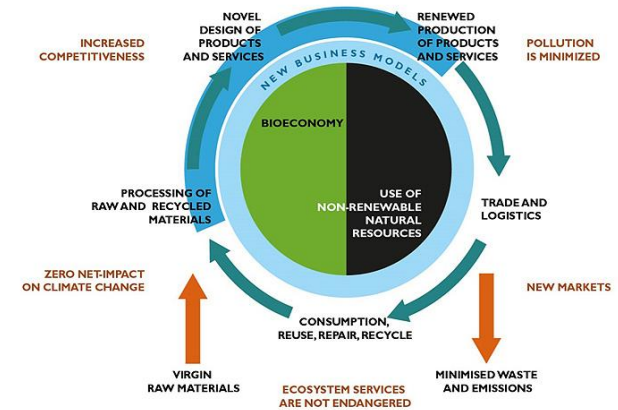 NOVEL
DESIGN OF
PRODUCTS
AND SERVICES
RENEWED
PRODUCTION
OF PRODUCTS
AND SERVICES
INCREASED
COMPETITIVENESS
POLLUTION
IS MINIMIZED
NEW BUSINESS MODELS
BIOECONOMY
USE OF
NON-RENEWABLE
NATURAL
RESOURCES
PROCESSING OF
RAW AND RECYCLED
MATERIALS
TRADE AND
LOGISTICS
ZERO NET-IMPACT
ON CLIMATE CHANGE
NEW MARKETS
CONSUMPTION,
REUSE, REPAIR, RECYCLE
VIRGIN
RAW MATERIALS
MINIMISED WASTE
AND EMISSIONS
ECOSYSTEM SERVICES
ARE NOT ENDANGERED